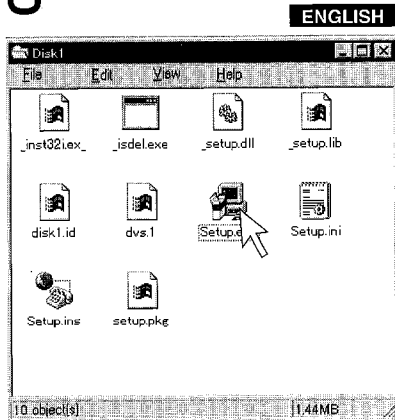 ENGLISH
Disk1
File Edit View Help
_inst32i.ex_ _isdel.exe _setup.dll _setup.lib
disk1.id dvs.1 Setup.e Setup.ini
Setup.ins setup.pkg
10 object(s) 1.44MB